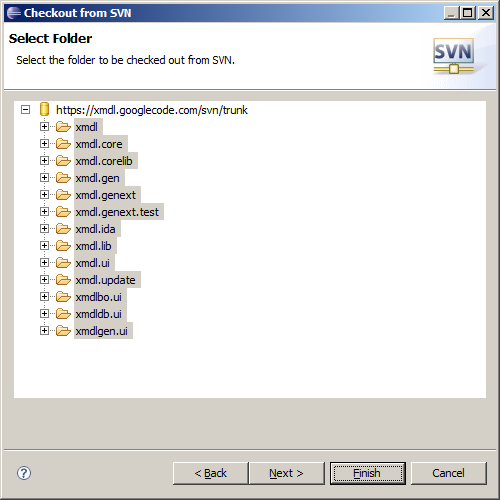 Checkout from SVN
Select Folder
Select the folder to be checked out from SVN.
SVN
https://xmdl.googlecode.com/svn/trunk
xmdl
xmdl.core
xmdl.corelib
xmdl.gen
xmdl.genext
xmdl.genext.test
xmdl.ida
xmdl.lib
xmdl.ui
xmdl.update
xmdlbo.ui
xmdldb.ui
xmdlgen.ui
? < Back Next > Finish Cancel